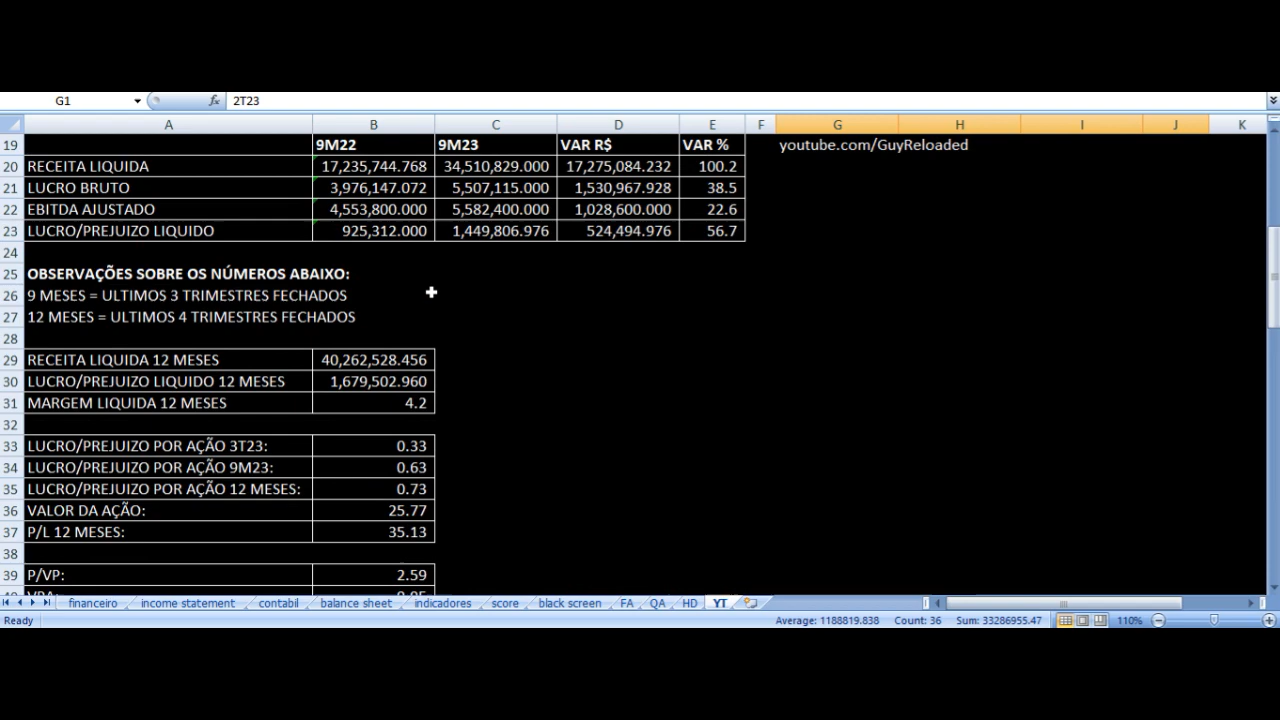 G1 fx 2T23
A B C D E F G H I J K
19 9M22 9M23 VAR R$ VAR % youtube.com/GuyReloaded
20 RECEITA LIQUIDA 17,235,744.768 34,510,829.000 17,275,084.232 100.2
21 LUCRO BRUTO 3,976,147.072 5,507,115.000 1,530,967.928 38.5
22 EBITDA AJUSTADO 4,553,800.000 5,582,400.000 1,028,600.000 22.6
23 LUCRO/PREJUIZO LIQUIDO 925,312.000 1,449,806.976 524,494.976 56.7
24
25 OBSERVAÇÕES SOBRE OS NÚMEROS ABAIXO:
26 9 MESES = ULTIMOS 3 TRIMESTRES FECHADOS
27 12 MESES = ULTIMOS 4 TRIMESTRES FECHADOS
28
29 RECEITA LIQUIDA 12 MESES 40,262,528.456
30 LUCRO/PREJUIZO LIQUIDO 12 MESES 1,679,502.960
31 MARGEM LIQUIDA 12 MESES 4.2
32
33 LUCRO/PREJUIZO POR AÇÃO 3T23: 0.33
34 LUCRO/PREJUIZO POR AÇÃO 9M23: 0.63
35 LUCRO/PREJUIZO POR AÇÃO 12 MESES: 0.73
36 VALOR DA AÇÃO: 25.77
37 P/L 12 MESES: 35.13
38
39 P/VP: 2.59
financeiro income statement contabil balance sheet indicadores score black screen FA QA HD YT
Ready Average: 1188819.838 Count: 36 Sum: 33286955.47 110%